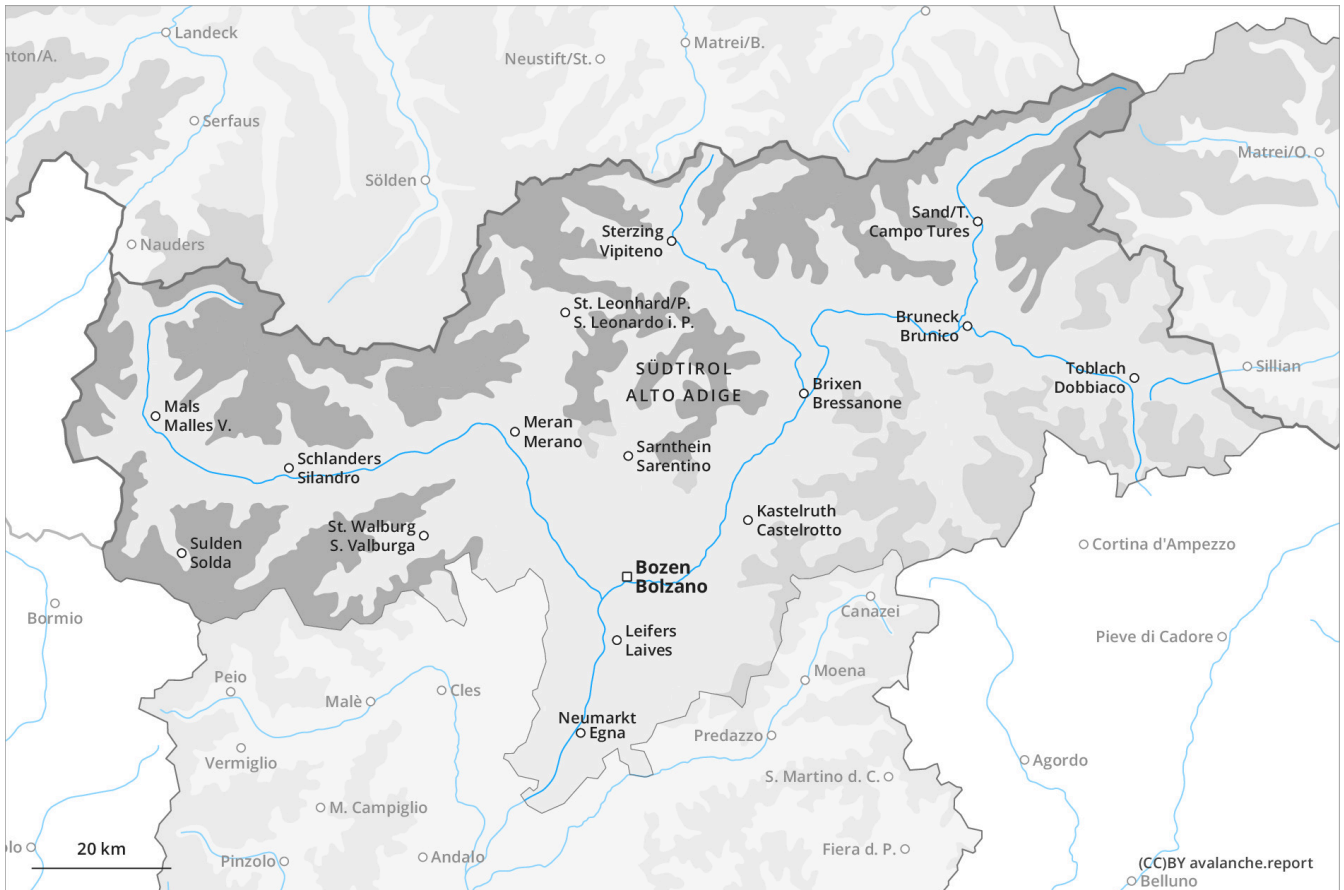 Landeck
nton/A.
Matrei/B.
Neustift/St.
Serfaus
Matrei/O.
Sölden
Nauders
Sand/T.
Campo Tures
Sterzing
Vipiteno
St. Leonhard/P.
S. Leonardo i. P.
Bruneck
Brunico
SÜDTIROL
ALTO ADIGE
Toblach
Dobbiaco
Sillian
Brixen
Bressanone
Mals
Malles V.
Meran
Merano
Schlanders
Silandro
Sarnthein
Sarentino
Kastelruth
Castelrotto
St. Walburg
S. Valburga
Sulden
Solda
Cortina d'Ampezzo
Bozen
Bolzano
Bormio
Canazei
Leifers
Laives
Pieve di Cadore
Peio
Malè
Cles
Moena
Neumarkt
Egna
Predazzo
Vermiglio
Agordo
S. Martino d. C.
M. Campiglio
olo
20 km
Pinzolo
Andalo
Fiera d. P.
(CC)BY avalanche.report
Belluno